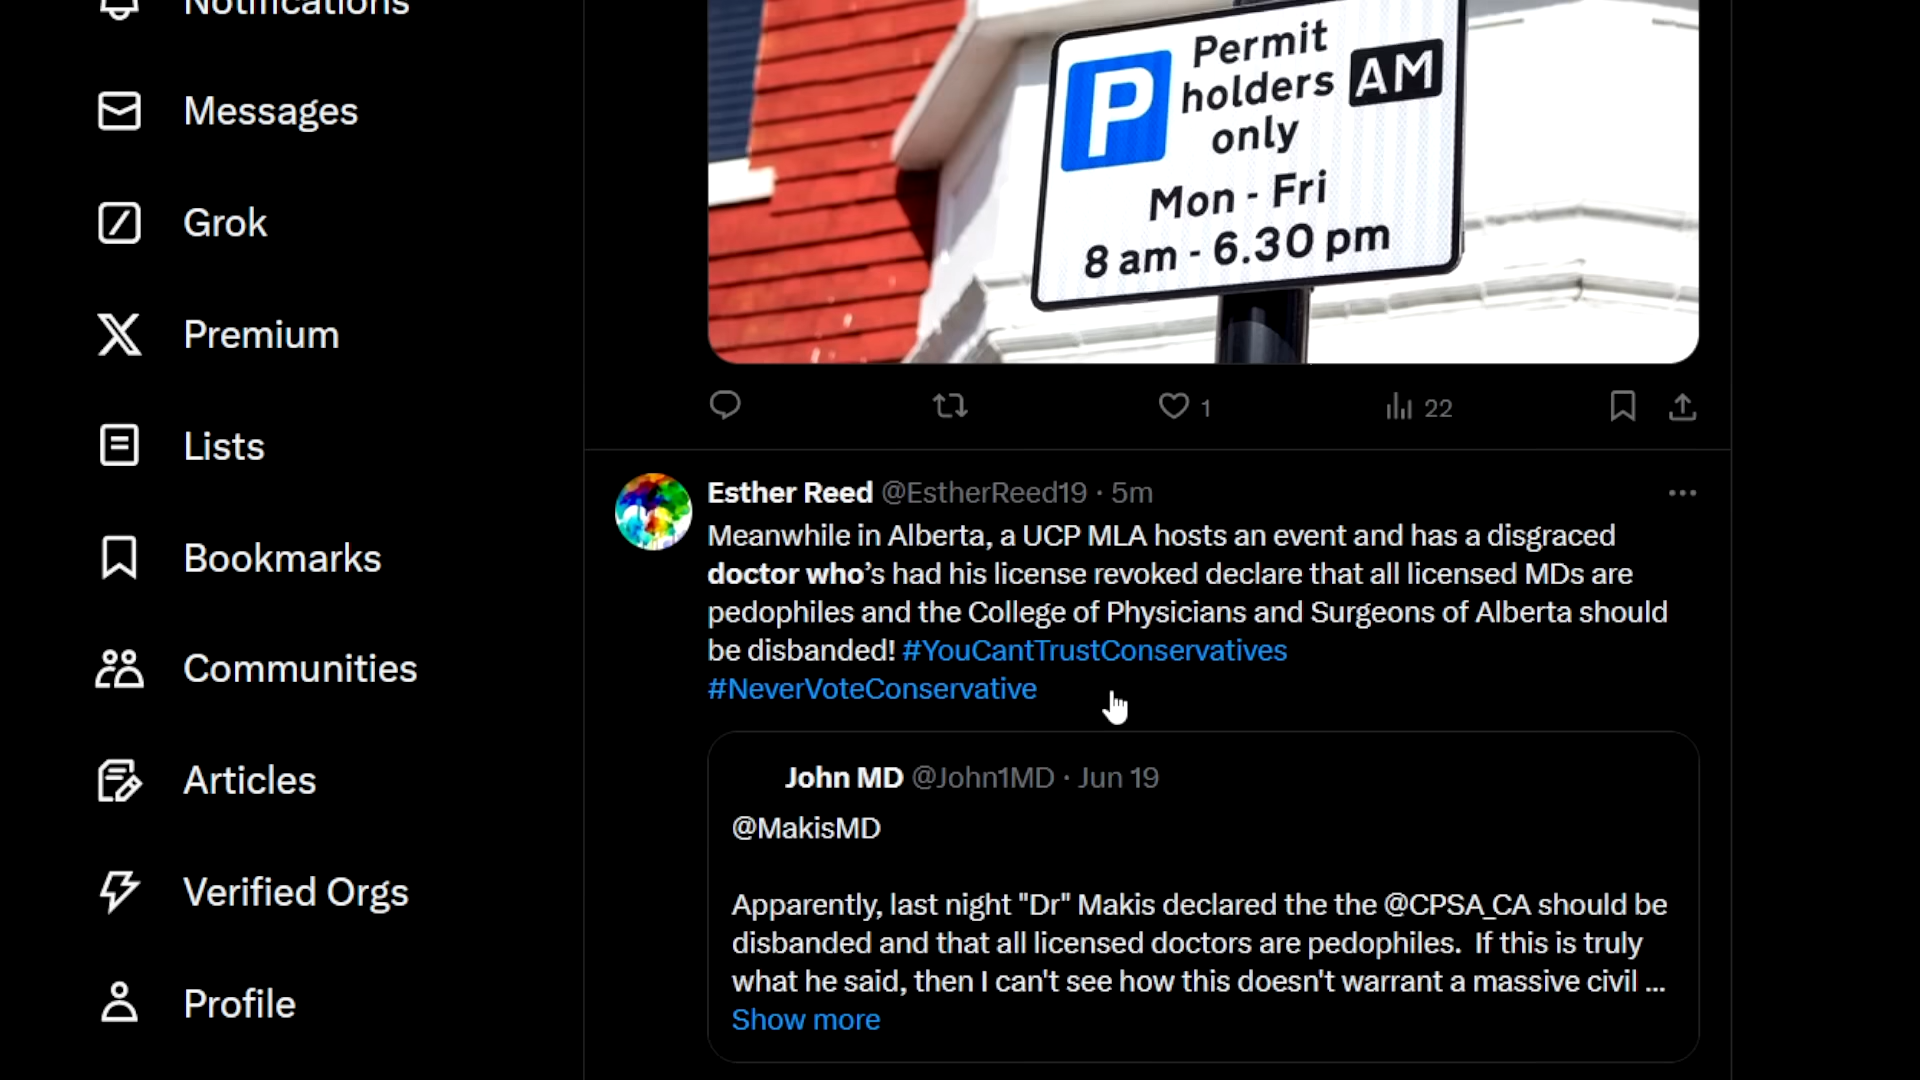 Notifications
Messages
Grok
Premium
Lists
Bookmarks
Communities
Articles
Verified Orgs
Profile
P
Permit
holders
only
AM
Mon - Fri
8 am - 6.30 pm
1
22
Esther Reed @EstherReed19 · 5m
Meanwhile in Alberta, a UCP MLA hosts an event and has a disgraced
doctor who's had his license revoked declare that all licensed MDs are
pedophiles and the College of Physicians and Surgeons of Alberta should
be disbanded! #YouCantTrustConservatives
#NeverVoteConservative
John MD @John1MD · Jun 19
@MakisMD
Apparently, last night "Dr" Makis declared the the @CPSA_CA should be
disbanded and that all licensed doctors are pedophiles. If this is truly
what he said, then I can't see how this doesn't warrant a massive civil ...
Show more